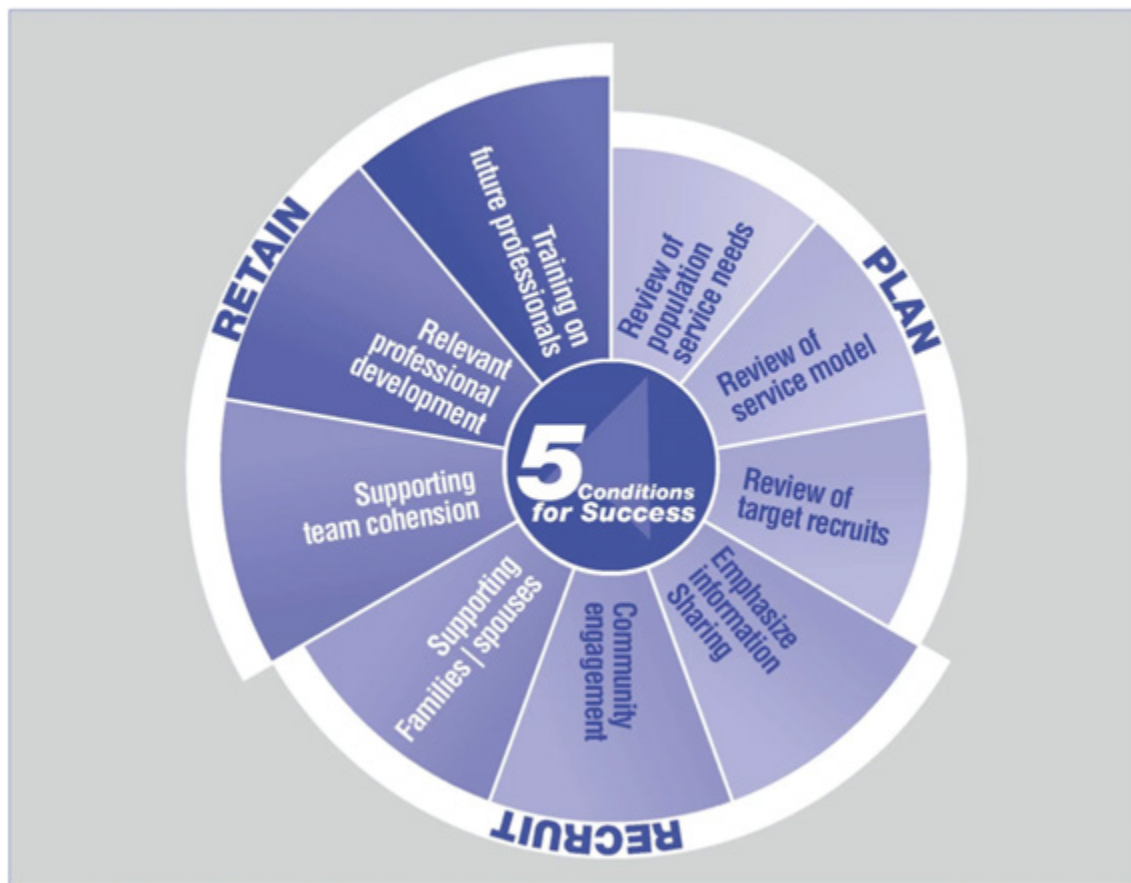 PLAN
Review of
population
service needs
Review of
service model
Review of
target recruits
RECRUIT
Emphasize
information
Sharing
Community
engagement
Supporting
Families | spouses
RETAIN
Supporting
team cohension
Relevant
professional
development
Training on
future professionals
5 Conditions
for Success